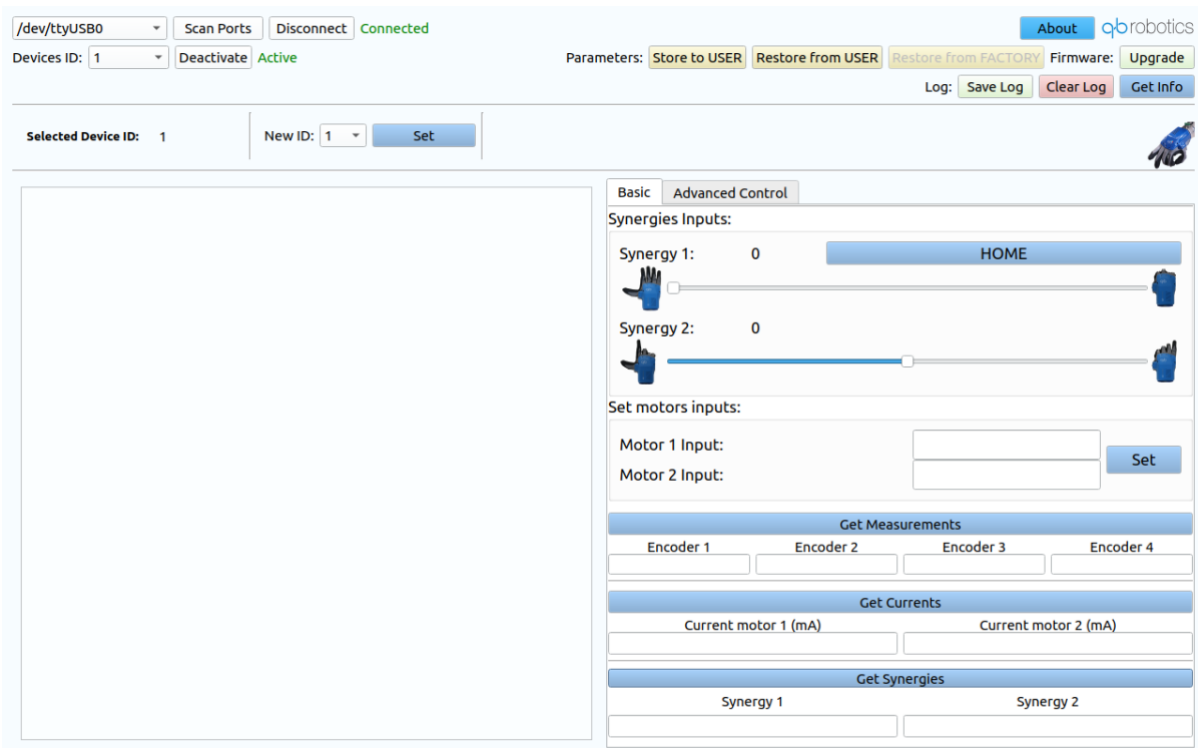 /dev/ttyUSB0 Scan Ports Disconnect Connected About qbrobotics
Devices ID: 1 Deactivate Active Parameters: Store to USER Restore from USER Restore from FACTORY Firmware: Upgrade
Log: Save Log Clear Log Get Info
Selected Device ID: 1 New ID: 1 Set
Basic Advanced Control
Synergies Inputs:
Synergy 1: 0 HOME
Synergy 2: 0
Set motors inputs:
Motor 1 Input:
Set
Motor 2 Input:
Get Measurements
Encoder 1 Encoder 2 Encoder 3 Encoder 4
Get Currents
Current motor 1 (mA) Current motor 2 (mA)
Get Synergies
Synergy 1 Synergy 2